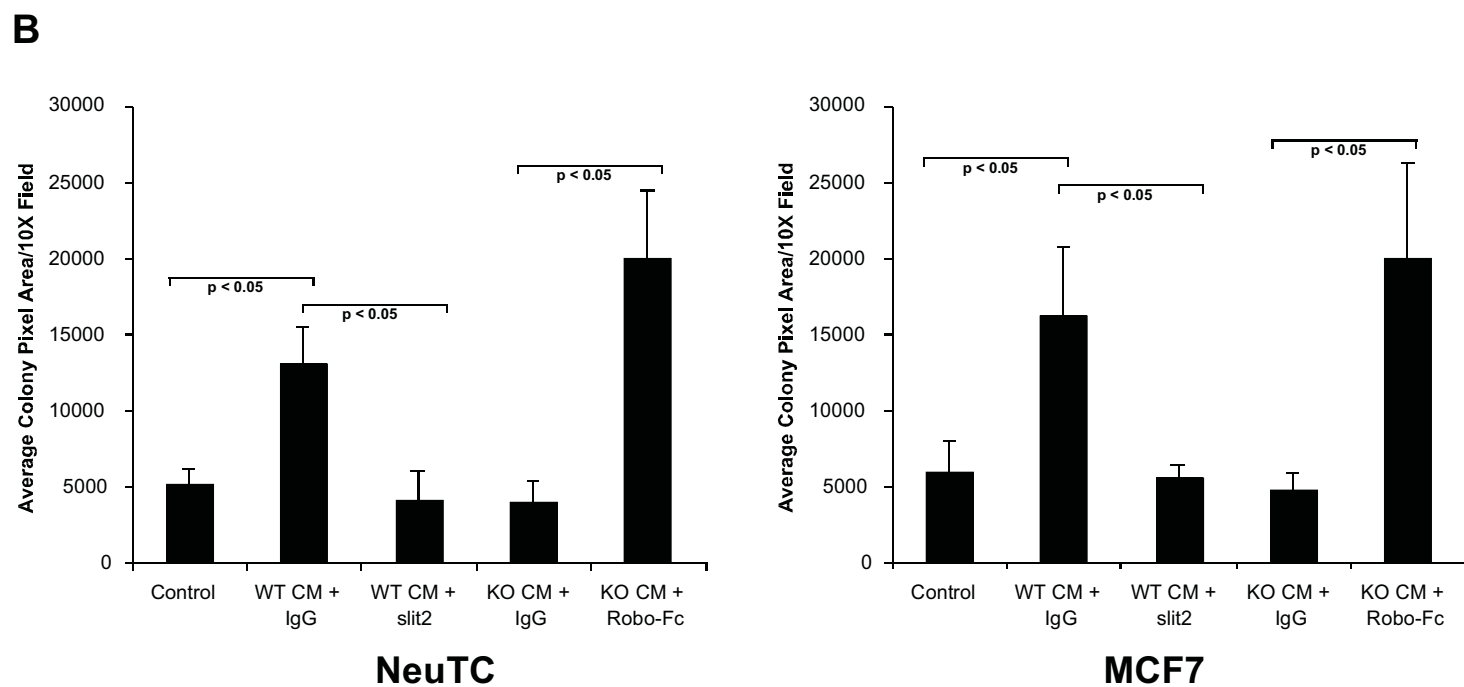 B
Average Colony Pixel Area/10X Field
30000
25000
20000
15000
10000
5000
0
p < 0.05
p < 0.05
p < 0.05
Control
WT CM +
IgG
WT CM +
slit2
KO CM +
IgG
KO CM +
Robo-Fc
NeuTC
Average Colony Pixel Area/10X Field
30000
25000
20000
15000
10000
5000
0
p < 0.05
p < 0.05
p < 0.05
Control
WT CM +
IgG
WT CM +
slit2
KO CM +
IgG
KO CM +
Robo-Fc
MCF7